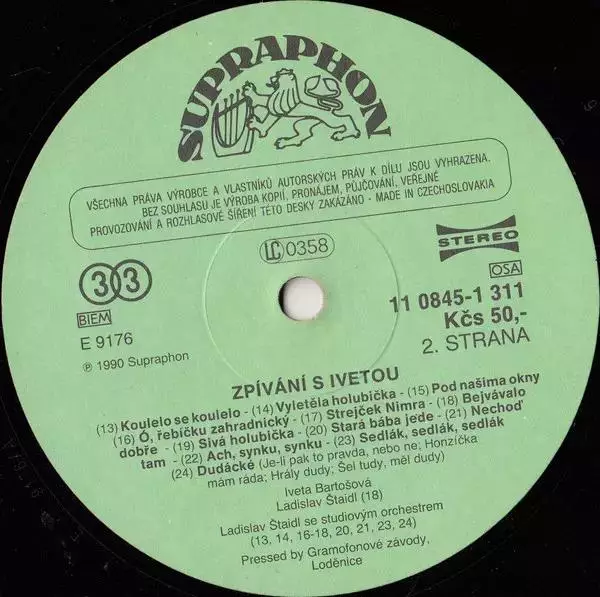 SUPRAPHON
VŠECHNA PRÁVA VÝROBCE A VLASTNÍKŮ AUTORSKÝCH PRÁV K DÍLU JSOU VYHRAZENA.
BEZ SOUHLASU JE VÝROBA KOPIÍ, PRONÁJEM, PŮJČOVÁNÍ, VEŘEJNÉ
PROVOZOVÁNÍ A ROZHLASOVÉ ŠÍŘENÍ TÉTO DESKY ZAKÁZÁNO - MADE IN CZECHOSLOVAKIA
LC 0358
STEREO
OSA
33
BIEM
E 9176
℗ 1990 Supraphon
11 0845-1 311
Kčs 50,-
2. STRANA
ZPÍVÁNÍ S IVETOU
(13) Koulelo se koulelo - (14) Vyletěla holubička - (15) Pod našima okny
(16) Ó, řebíčku zahradnický - (17) Strejček Nimra - (18) Bejvávalo
dobře - (19) Sivá holubička - (20) Stará bába jede - (21) Nechoď
tam - (22) Ach, synku, synku - (23) Sedlák, sedlák, sedlák
(24) Dudácké (Je-li pak to pravda, nebo ne; Honzíčka
mám ráda; Hrály dudy; Šel tudy, měl dudy)
Iveta Bartošová
Ladislav Štaidl (18)
Ladislav Štaidl se studiovým orchestrem
(13, 14, 16-18, 20, 21, 23, 24)
Pressed by Gramofonové závody,
Loděnice